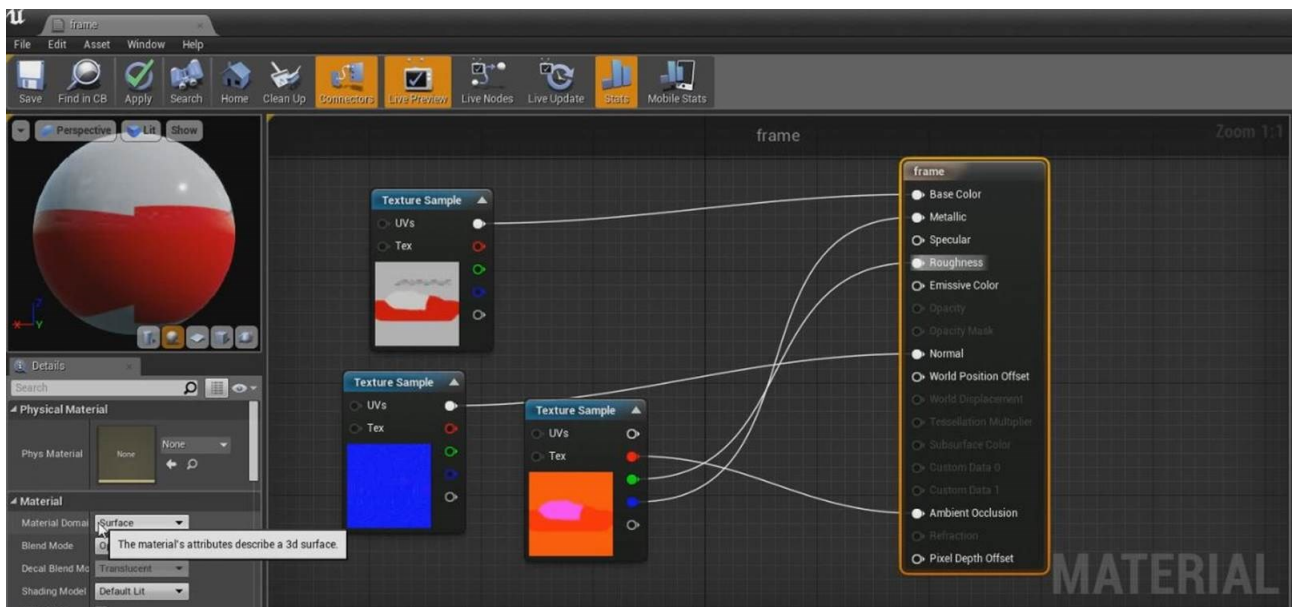 frame
File Edit Asset Window Help
Save Find in CB Apply Search Home Clean Up Connectors Live Preview Live Nodes Live Update Stats Mobile Stats
Perspective Lit Show
frame
Zoom 1:1
Z
X
Y
Details
Search
Physical Material
Phys Material
None
None
Material
Material Domai
Surface
The material's attributes describe a 3d surface.
Blend Mode
Decal Blend Mo
Translucent
Shading Model
Default Lit
Texture Sample
UVs
Tex
Texture Sample
UVs
Tex
Texture Sample
UVs
Tex
frame
Base Color
Metallic
Specular
Roughness
Emissive Color
Opacity
Opacity Mask
Normal
World Position Offset
World Displacement
Tessellation Multiplier
Subsurface Color
Custom Data 0
Custom Data 1
Ambient Occlusion
Refraction
Pixel Depth Offset
MATERIAL